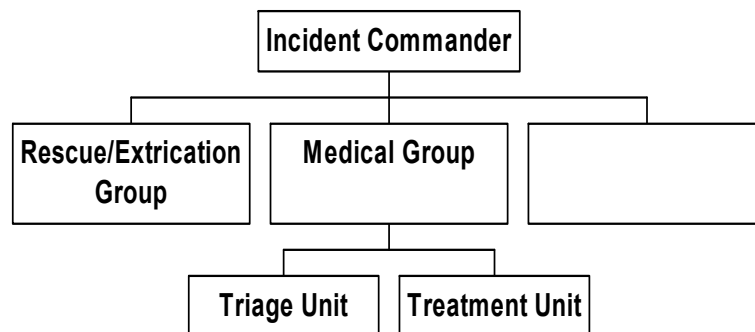 Incident Commander
Rescue/Extrication
Group
Medical Group
Triage Unit
Treatment Unit